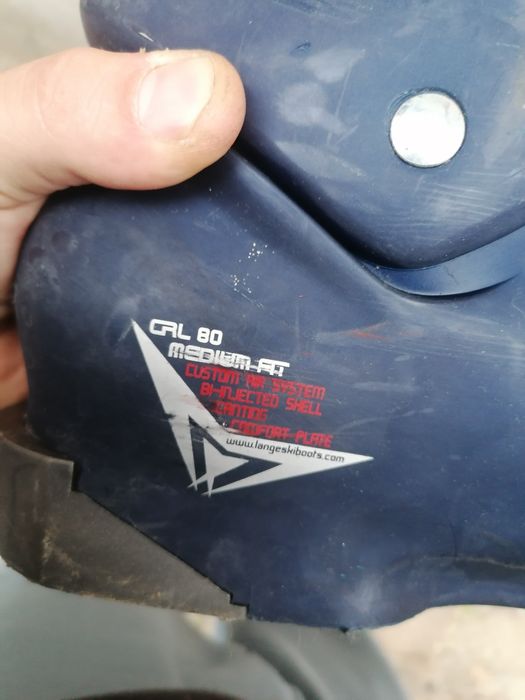 CRL 80
MEDIUM FIT
CUSTOM AIR SYSTEM
BI-INJECTED SHELL
CANTING
COMFORT PLATE
www.langeskiboots.com